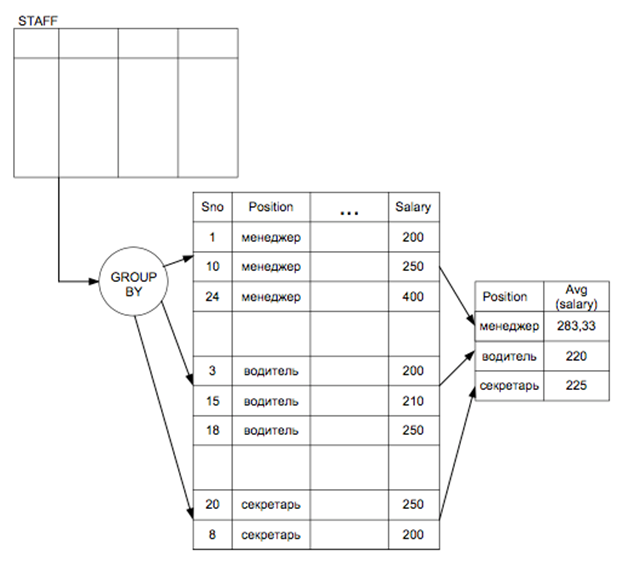 STAFF
GROUP BY
Sno Position ... Salary
1 менеджер 200
10 менеджер 250
24 менеджер 400
3 водитель 200
15 водитель 210
18 водитель 250
20 секретарь 250
8 секретарь 200
Position Avg (salary)
менеджер 283,33
водитель 220
секретарь 225